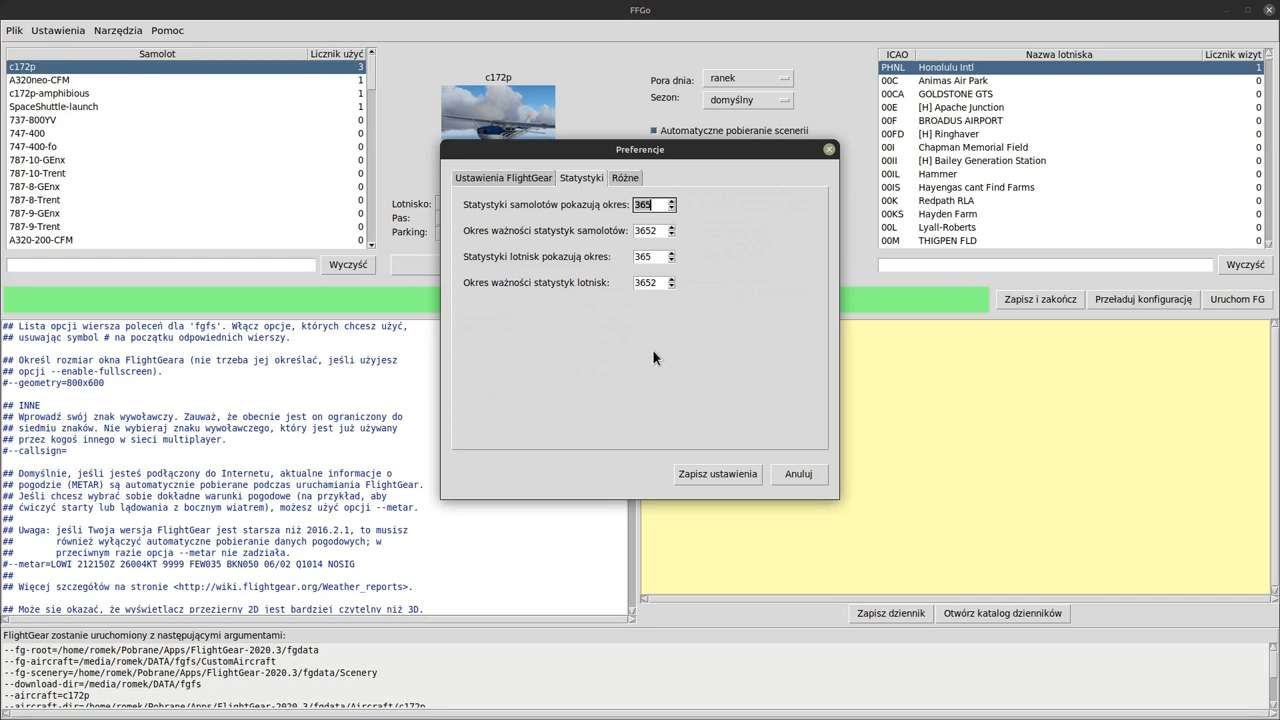 FFGo
Plik Ustawienia Narzędzia Pomoc
Samolot Licznik użyć
c172p 3
A320neo-CFM 1
c172p-amphibious 1
SpaceShuttle-launch 1
737-800YV 0
747-400 0
747-400-fo 0
787-10-GEnx 0
787-10-Trent 0
787-8-GEnx 0
787-8-Trent 0
787-9-GEnx 0
787-9-Trent 0
A320-200-CFM 0
Wyczyść
c172p
Lotnisko:
Pas:
Parking:
Pora dnia: ranek
Sezon: domyślny
Automatyczne pobieranie scenerii
ICAO Nazwa lotniska Licznik wizyt
PHNL Honolulu Intl 1
00C Animas Air Park 0
00CA GOLDSTONE GTS 0
00E [H] Apache Junction 0
00F BROADUS AIRPORT 0
00FD [H] Ringhaver 0
00I Chapman Memorial Field 0
00II [H] Bailey Generation Station 0
00IL Hammer 0
00IS Hayengas cant Find Farms 0
00K Redpath RLA 0
00KS Hayden Farm 0
00L Lyall-Roberts 0
00M THIGPEN FLD 0
Wyczyść
Preferencje
Ustawienia FlightGear Statystyki Różne
Statystyki samolotów pokazują okres: 365
Okres ważności statystyk samolotów: 3652
Statystyki lotnisk pokazują okres: 365
Okres ważności statystyk lotnisk: 3652
Zapisz ustawienia Anuluj
Zapisz i zakończ Przeładuj konfigurację Uruchom FG
## Lista opcji wiersza poleceń dla 'fgfs'. Włącz opcje, których chcesz użyć,
## usuwając symbol # na początku odpowiednich wierszy.
## Określ rozmiar okna FlightGeara (nie trzeba jej określać, jeśli użyjesz
## opcji --enable-fullscreen).
#--geometry=800x600
## INNE
## Wprowadź swój znak wywoławczy. Zauważ, że obecnie jest on ograniczony do
## siedmiu znaków. Nie wybieraj znaku wywoławczego, który jest już używany
## przez kogoś innego w sieci multiplayer.
#--callsign=
## Domyślnie, jeśli jesteś podłączony do Internetu, aktualne informacje o
## pogodzie (METAR) są automatycznie pobierane podczas uruchamiania FlightGear.
## Jeśli chcesz wybrać sobie dokładne warunki pogodowe (na przykład, aby
## ćwiczyć starty lub lądowania z bocznym wiatrem), możesz użyć opcji --metar.
##
## Uwaga: jeśli Twoja wersja FlightGear jest starsza niż 2016.2.1, to musisz
## również wyłączyć automatyczne pobieranie danych pogodowych; w
## przeciwnym razie opcja --metar nie zadziała.
#--metar=LOWI 212150Z 26004KT 9999 FEW035 BKN050 06/02 Q1014 NOSIG
##
## Więcej szczegółów na stronie <http://wiki.flightgear.org/Weather_reports>.
## Może się okazać, że wyświetlacz przezierny 2D jest bardziej czytelny niż 3D.
Zapisz dziennik Otwórz katalog dzienników
FlightGear zostanie uruchomiony z następującymi argumentami:
--fg-root=/home/romek/Pobrane/Apps/FlightGear-2020.3/fgdata
--fg-aircraft=/media/romek/DATA/fgfs/CustomAircraft
--fg-scenery=/home/romek/Pobrane/Apps/FlightGear-2020.3/fgdata/Scenery
--download-dir=/media/romek/DATA/fgfs
--aircraft=c172p
--aircraft-dir=/home/romek/Pobrane/Apps/FlightGear-2020.3/fgdata/Aircraft/c172p